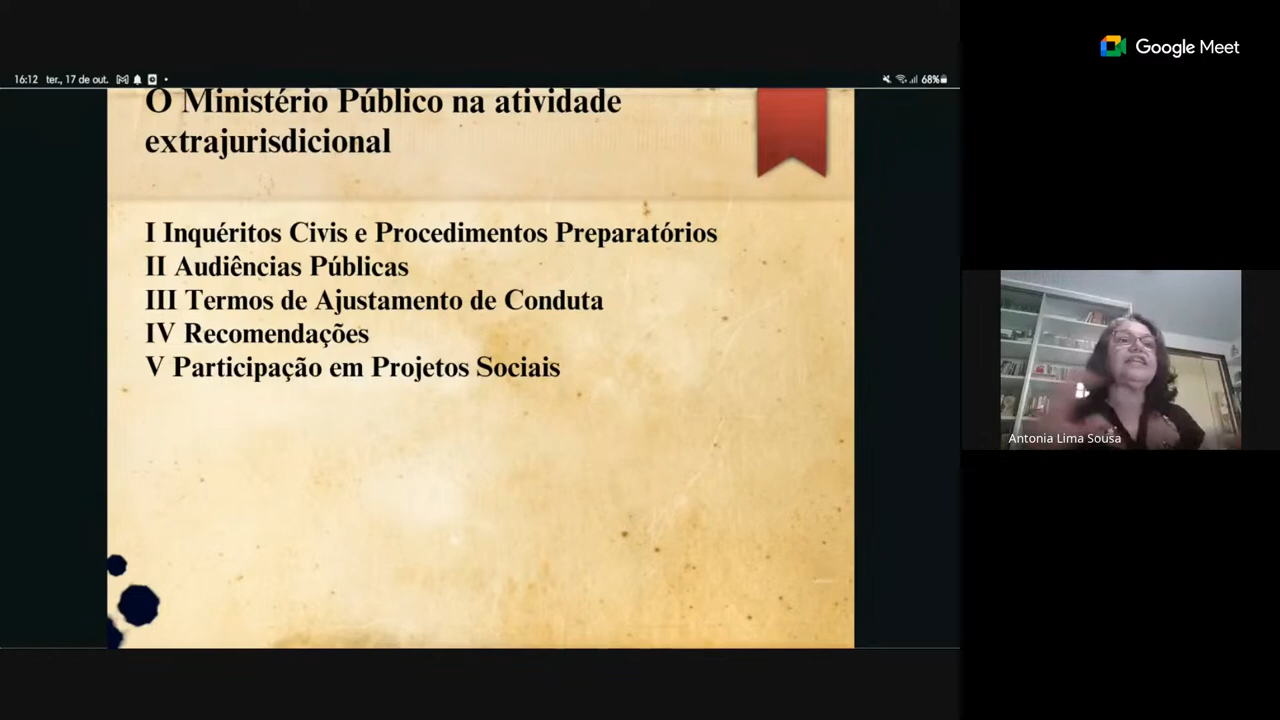 Google Meet
16:12 ter., 17 de out.
68%
O Ministério Público na atividade
extrajurisdicional
I Inquéritos Civis e Procedimentos Preparatórios
II Audiências Públicas
III Termos de Ajustamento de Conduta
IV Recomendações
V Participação em Projetos Sociais
Antonia Lima Sousa